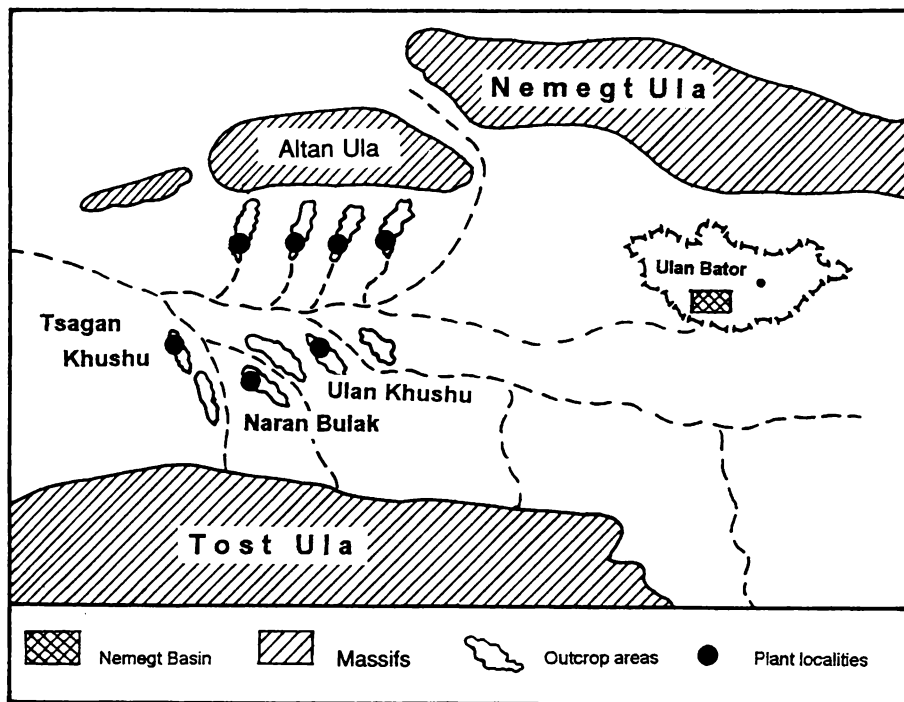 Nemegt Ula
Altan Ula
Ulan Bator
Tsagan
Khushu
Ulan Khushu
Naran Bulak
Tost Ula
Nemegt Basin
Massifs
Outcrop areas
Plant localities